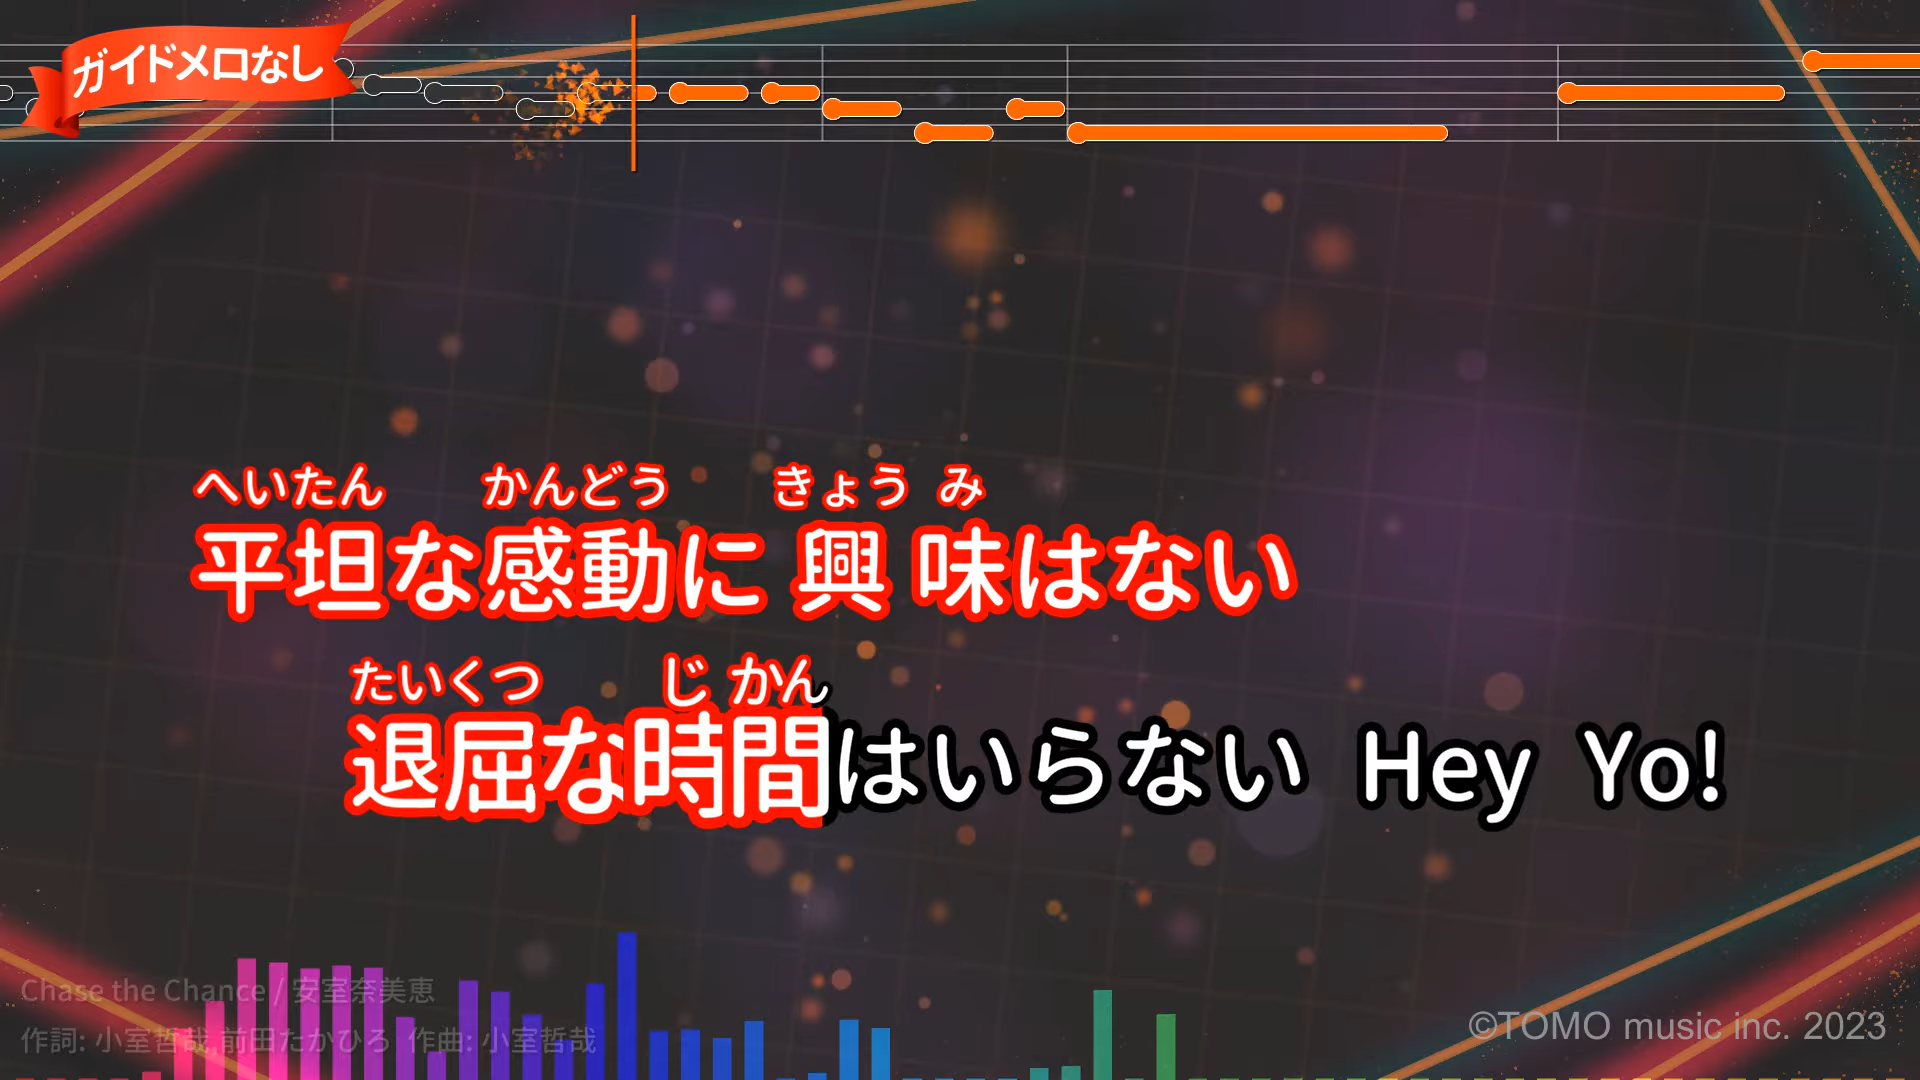 ガイドメロなし
へいたん かんどう きょう み
平坦な感動に 興 味はない
たいくつ じ かん
退屈な時間はいらない Hey Yo!
Chase the Chance / 安室奈美恵
作詞: 小室哲哉,前田たかひろ 作曲: 小室哲哉
©TOMO music inc. 2023